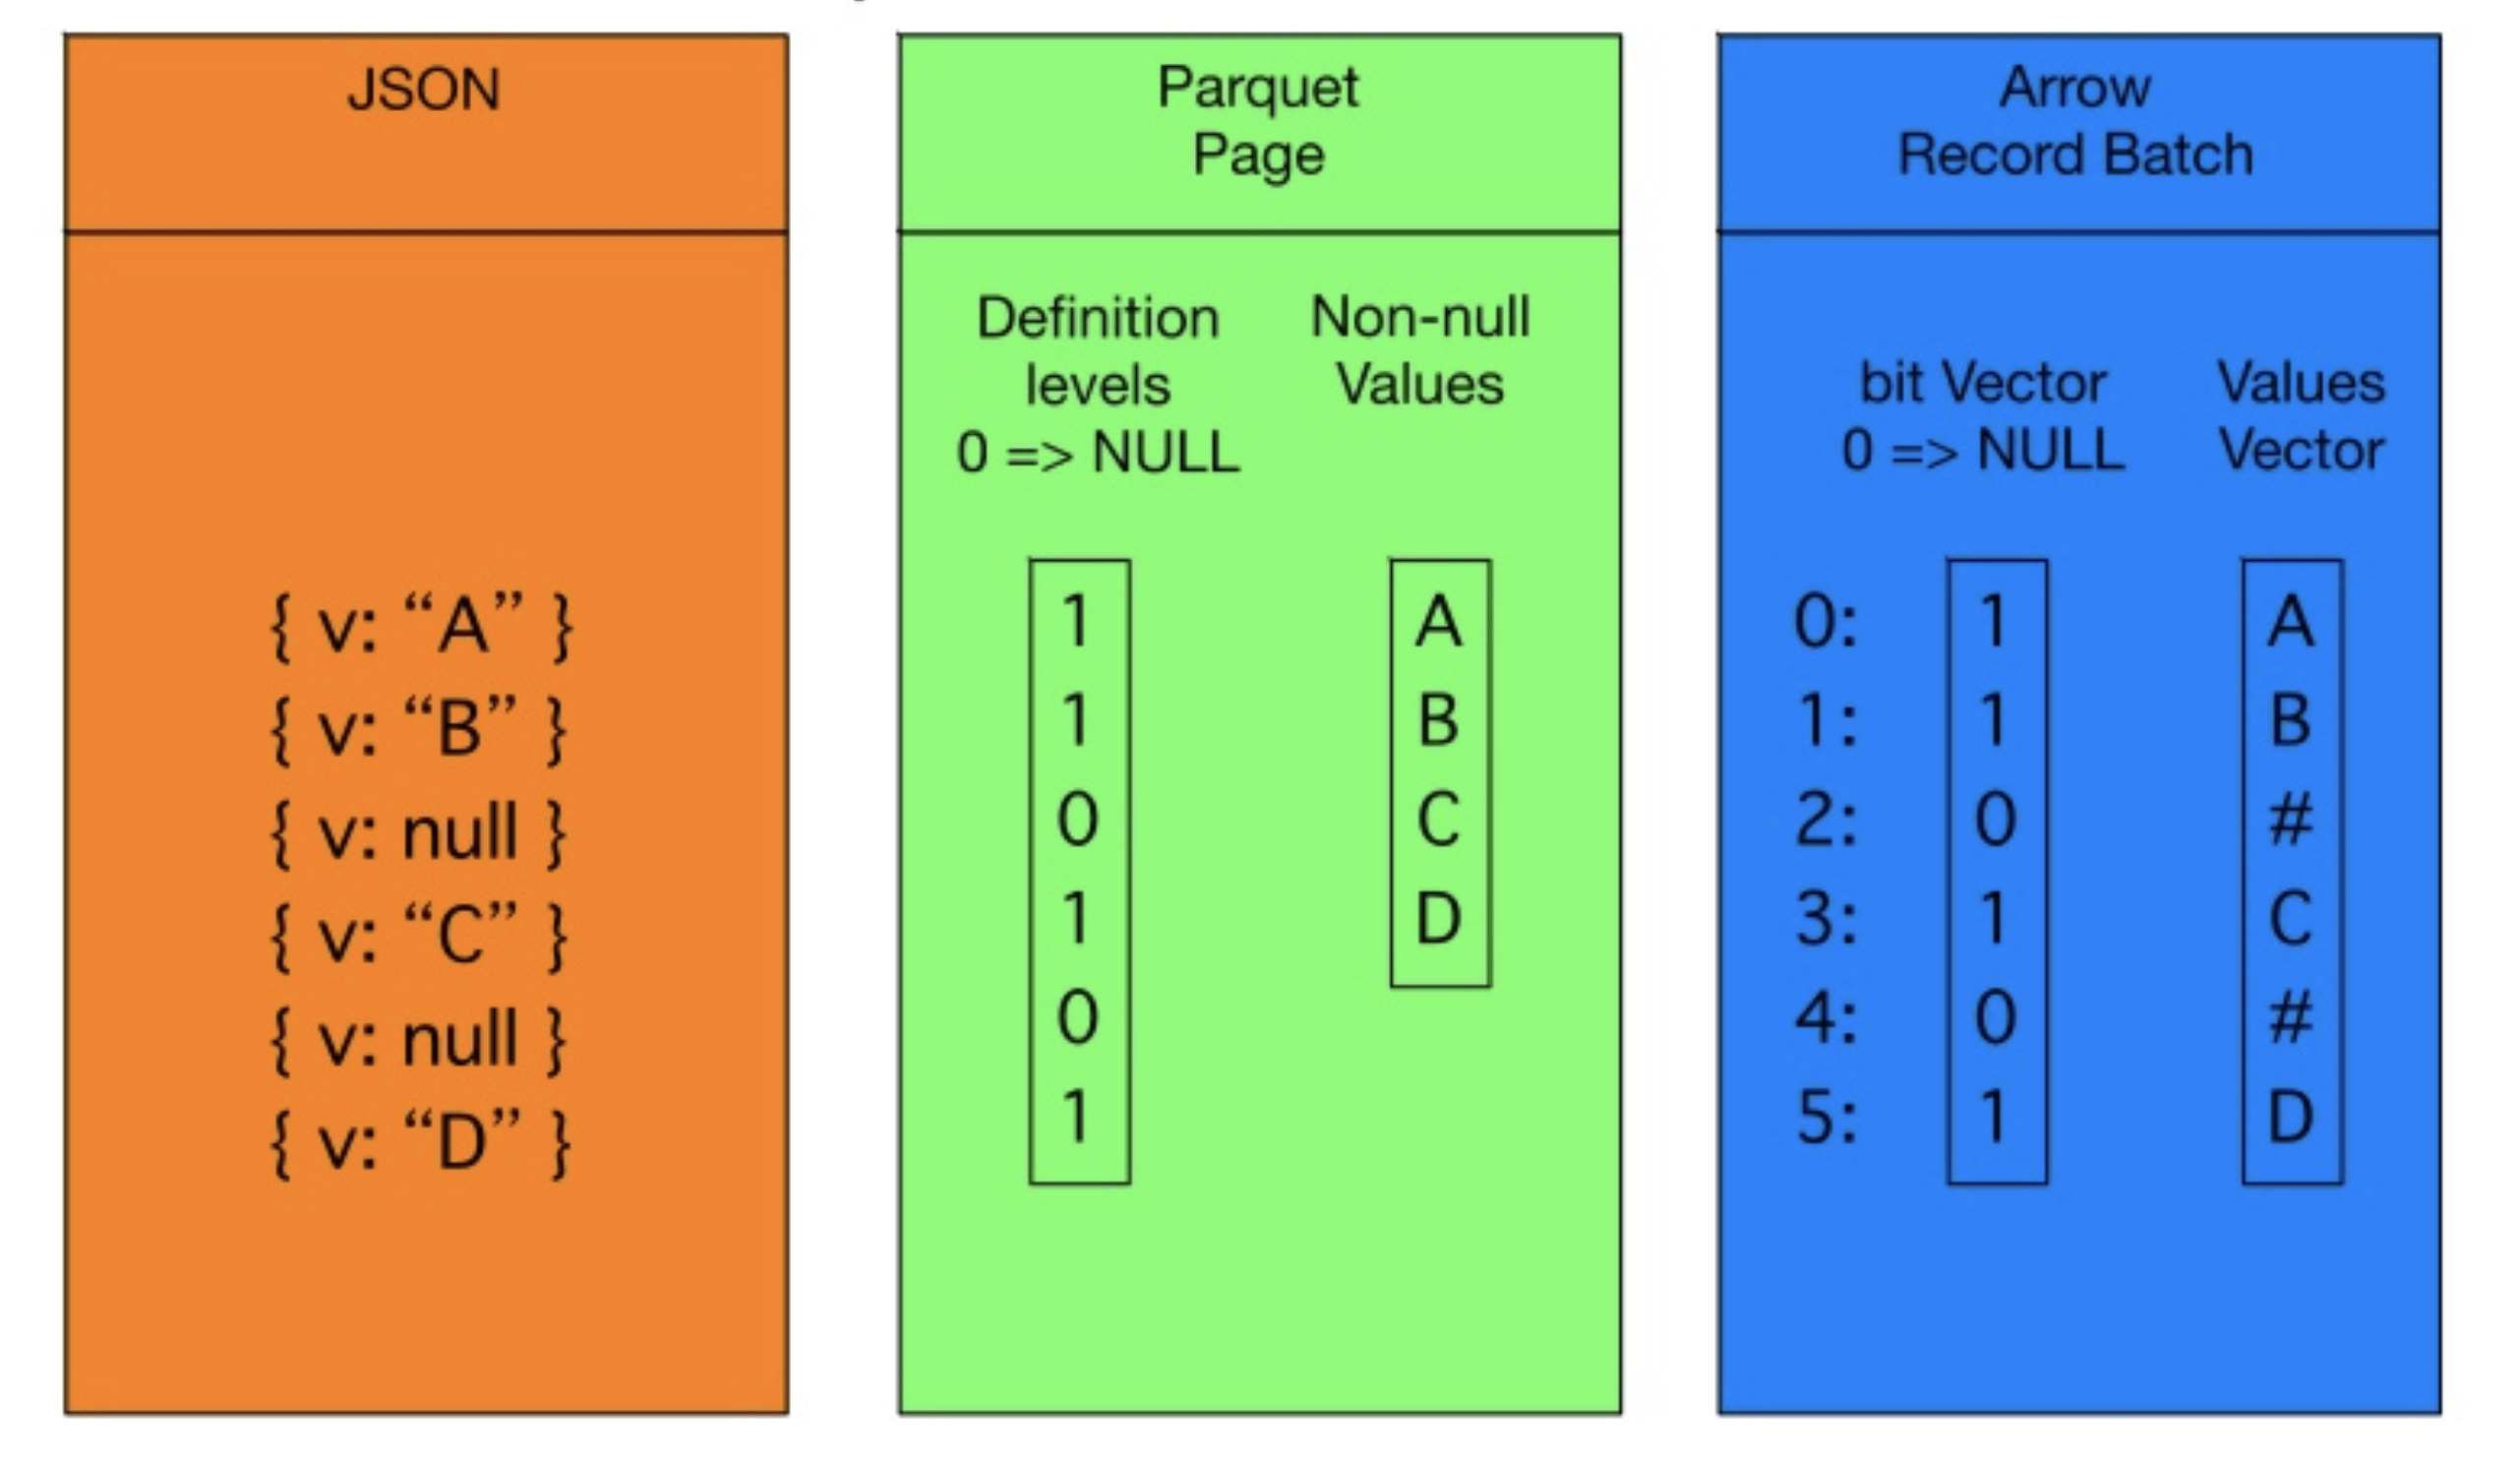 JSON
{ v: “A” }
{ v: “B” }
{ v: null }
{ v: “C” }
{ v: null }
{ v: “D” }
Parquet
Page
Definition
levels
0 => NULL
Non-null
Values
1
1
0
1
0
1
A
B
C
D
Arrow
Record Batch
bit Vector
0 => NULL
Values
Vector
0: 1 A
1: 1 B
2: 0 #
3: 1 C
4: 0 #
5: 1 D